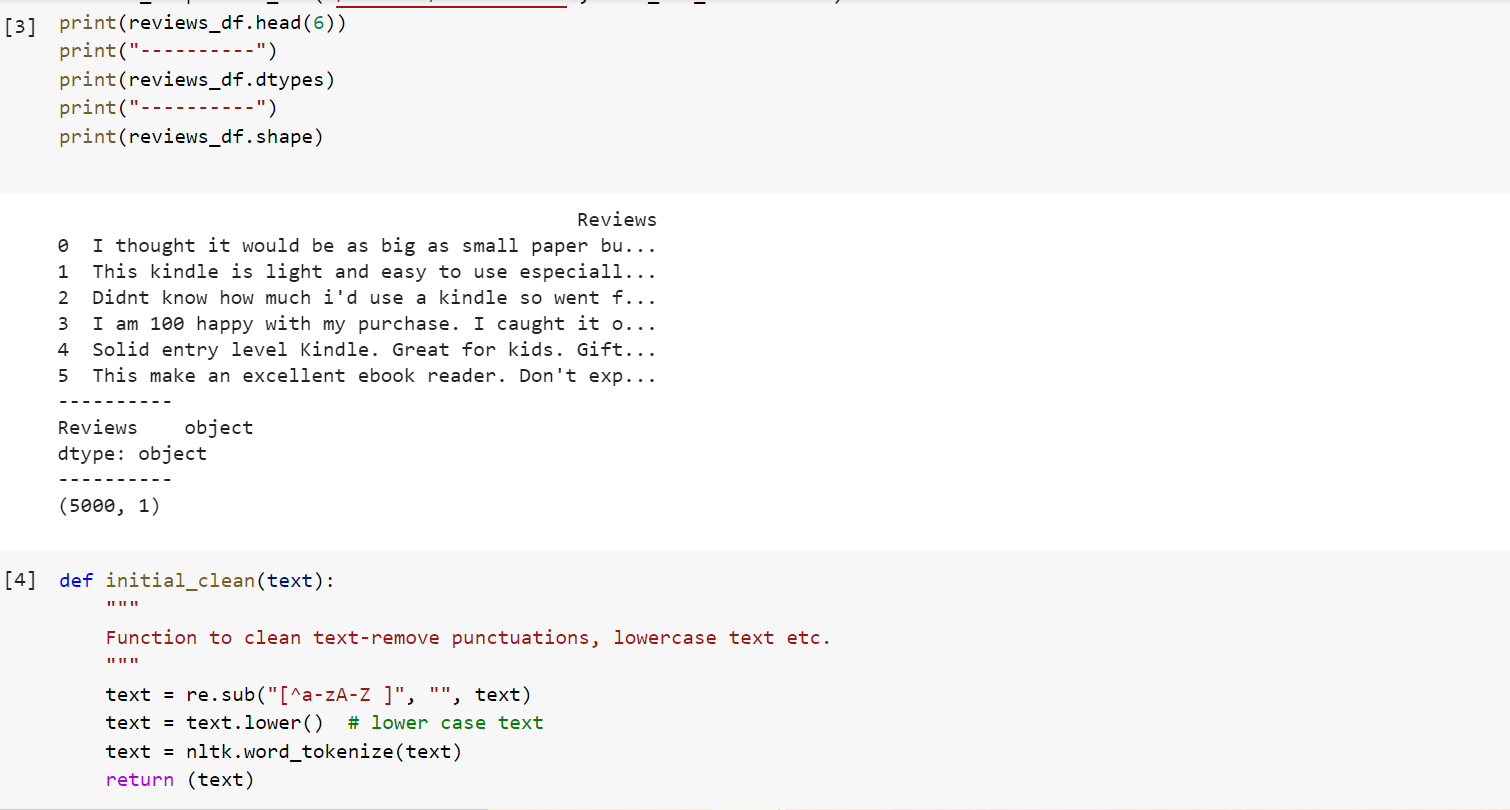 [3] print(reviews_df.head(6))
print("----------")
print(reviews_df.dtypes)
print("----------")
print(reviews_df.shape)
Reviews
0 I thought it would be as big as small paper bu...
1 This kindle is light and easy to use especiall...
2 Didnt know how much i'd use a kindle so went f...
3 I am 100 happy with my purchase. I caught it o...
4 Solid entry level Kindle. Great for kids. Gift...
5 This make an excellent ebook reader. Don't exp...
----------
Reviews    object
dtype: object
----------
(5000, 1)
[4] def initial_clean(text):
    """
    Function to clean text-remove punctuations, lowercase text etc.
    """
    text = re.sub("[^a-zA-Z ]", "", text)
    text = text.lower()  # lower case text
    text = nltk.word_tokenize(text)
    return (text)